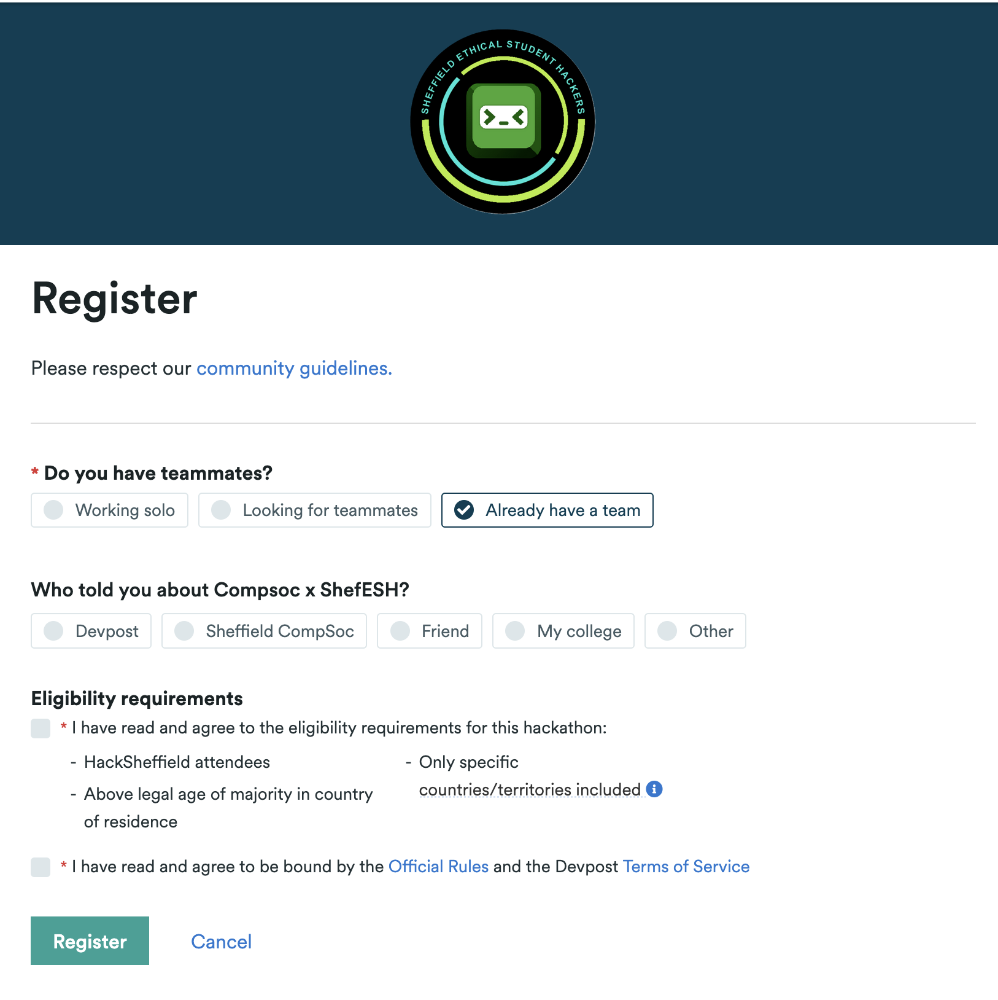 SHEFFIELD ETHICAL STUDENT HACKERS
>_<
Register
Please respect our community guidelines.
* Do you have teammates?
Working solo Looking for teammates Already have a team
Who told you about Compsoc x ShefESH?
Devpost Sheffield CompSoc Friend My college Other
Eligibility requirements
* I have read and agree to the eligibility requirements for this hackathon:
- HackSheffield attendees
- Above legal age of majority in country
of residence
- Only specific
countries/territories included
* I have read and agree to be bound by the Official Rules and the Devpost Terms of Service
Register Cancel